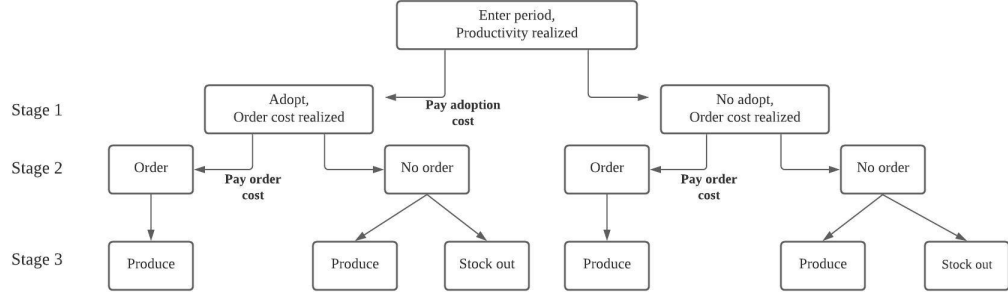 Enter period,
Productivity realized
Stage 1
Adopt,
Order cost realized
Pay adoption
cost
No adopt,
Order cost realized
Stage 2
Order
Pay order
cost
No order
Order
Pay order
cost
No order
Stage 3
Produce
Produce
Stock out
Produce
Produce
Stock out